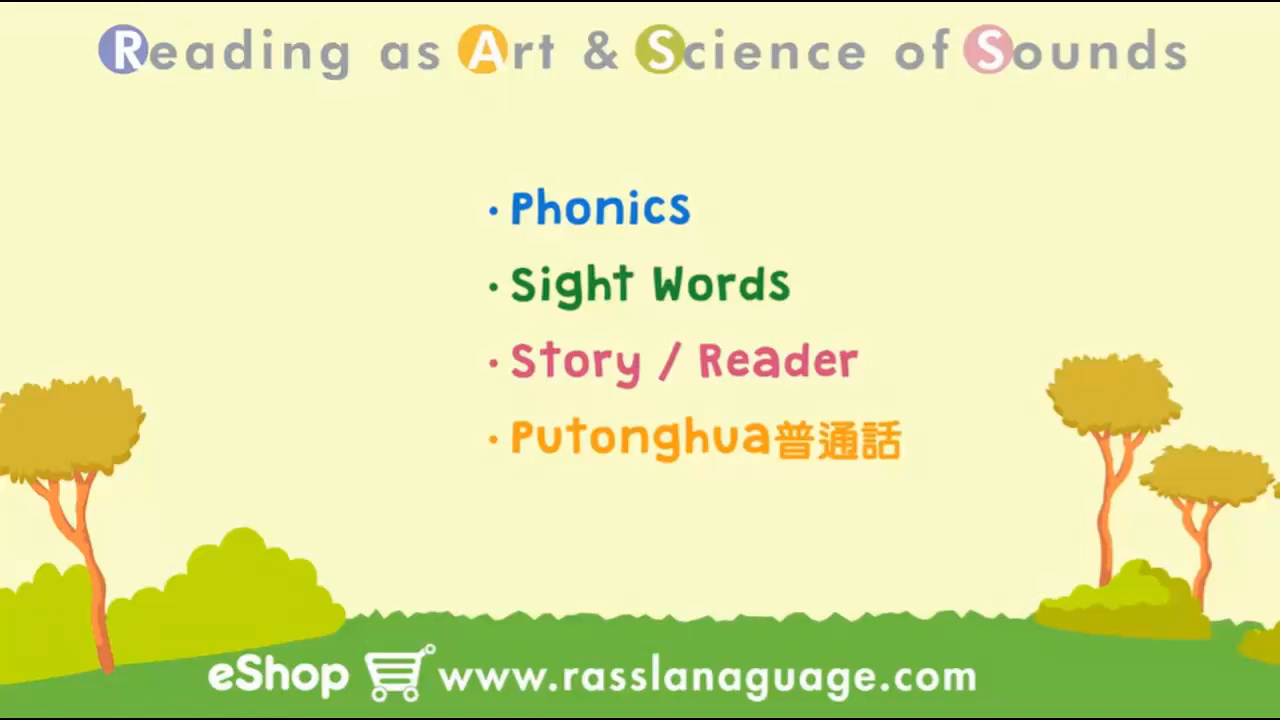 Reading as Art & Science of Sounds
· Phonics
· Sight Words
· Story / Reader
· Putonghua普通話
eShop www.rasslanaguage.com